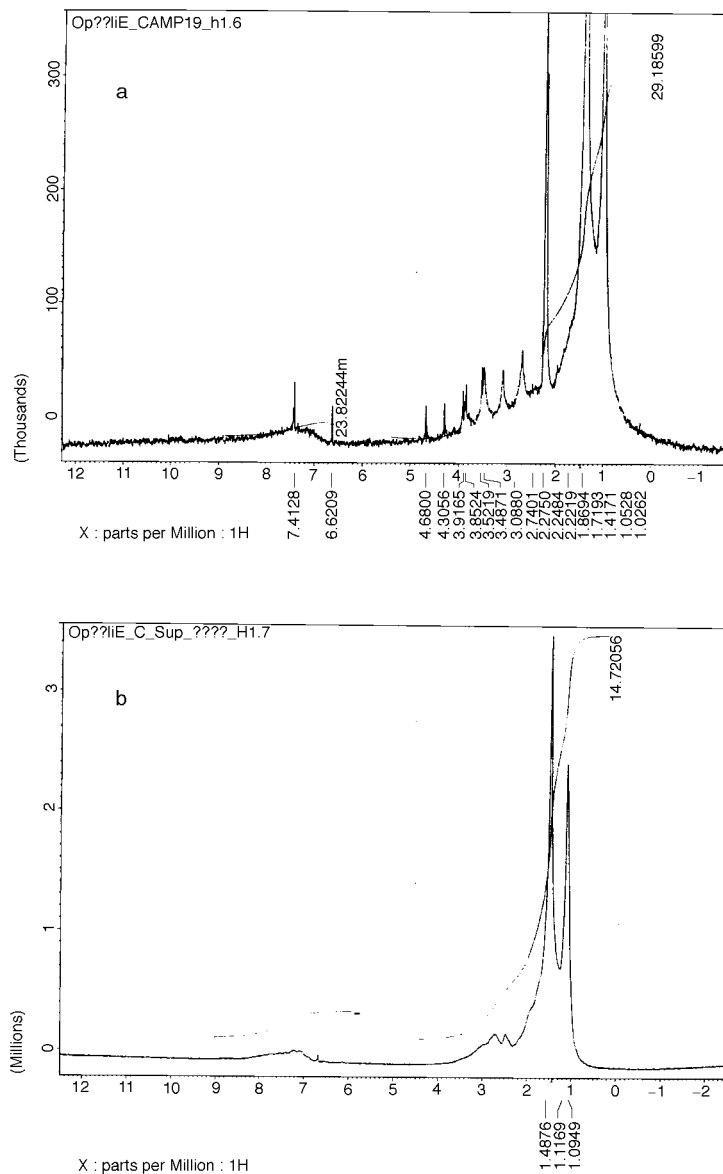 Op??liE_CAMP19_h1.6
a
29.18599
300
200
100
0
(Thousands)
23.82244m
12 11 10 9 8 7 6 5 4 3 2 1 0 −1
X : parts per Million : 1H
7.4128
6.6209
4.6800
4.3056
3.9165
3.8524
3.5219
3.4871
3.0880
2.7401
2.2750
2.2484
2.2219
1.8694
1.7193
1.4171
1.0528
1.0262
Op??liE_C_Sup_????_H1.7
b
14.72056
3
2
1
0
(Millions)
12 11 10 9 8 7 6 5 4 3 2 1 0 −1 −2
X : parts per Million : 1H
1.4876
1.1169
1.0949